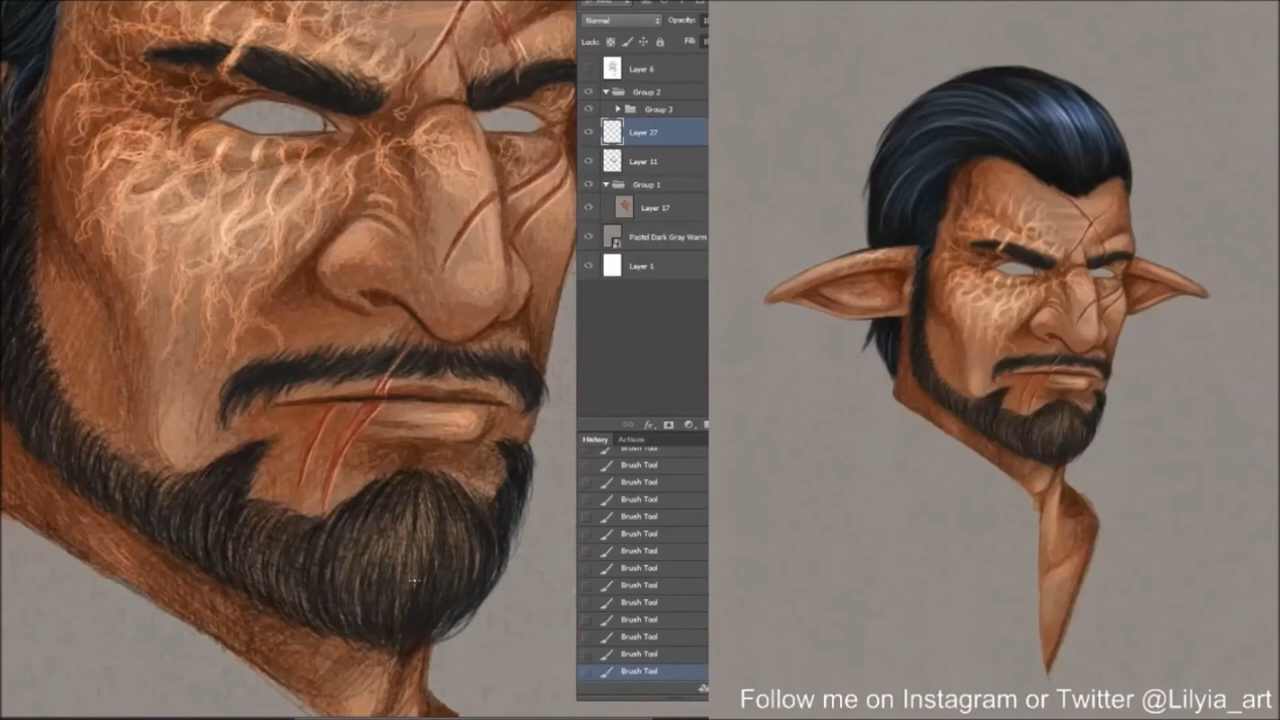 Normal
Opacity:
Lock:
Fill:
Layer 6
Group 2
Group 3
Layer 27
Layer 11
Group 1
Layer 17
Pastel Dark Gray Warm
Layer 1
fx
History
Actions
Brush Tool
Brush Tool
Brush Tool
Brush Tool
Brush Tool
Brush Tool
Brush Tool
Brush Tool
Brush Tool
Brush Tool
Brush Tool
Brush Tool
Brush Tool
Brush Tool
Follow me on Instagram or Twitter @Lilyia_art